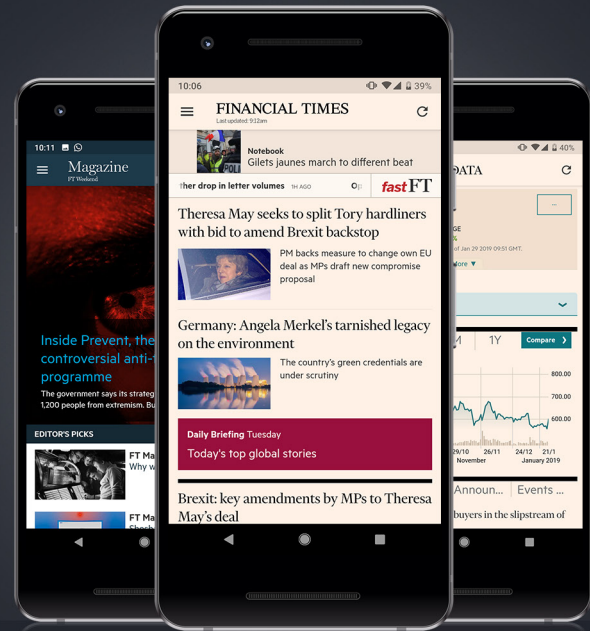 10:11
Magazine
FT Weekend
Inside Prevent, the
controversial anti-t
programme
The government says its strateg
1,200 people from extremism. Bu
EDITOR'S PICKS
FT Ma
Why w
FT Ma
10:06
39%
FINANCIAL TIMES
Last updated: 9:12am
Notebook
Gilets jaunes march to different beat
ther drop in letter volumes 1H AGO
fastFT
Theresa May seeks to split Tory hardliners
with bid to amend Brexit backstop
PM backs measure to change own EU
deal as MPs draft new compromise
proposal
Germany: Angela Merkel's tarnished legacy
on the environment
The country's green credentials are
under scrutiny
Daily Briefing Tuesday
Today's top global stories
Brexit: key amendments by MPs to Theresa
May's deal
40%
DATA
GE
of Jan 29 2019 09:51 GMT.
ore
1Y
Compare
800.00
700.00
600.00
29/10 26/11 24/12 21/1
November January 2019
Announ... Events ...
buyers in the slipstream of